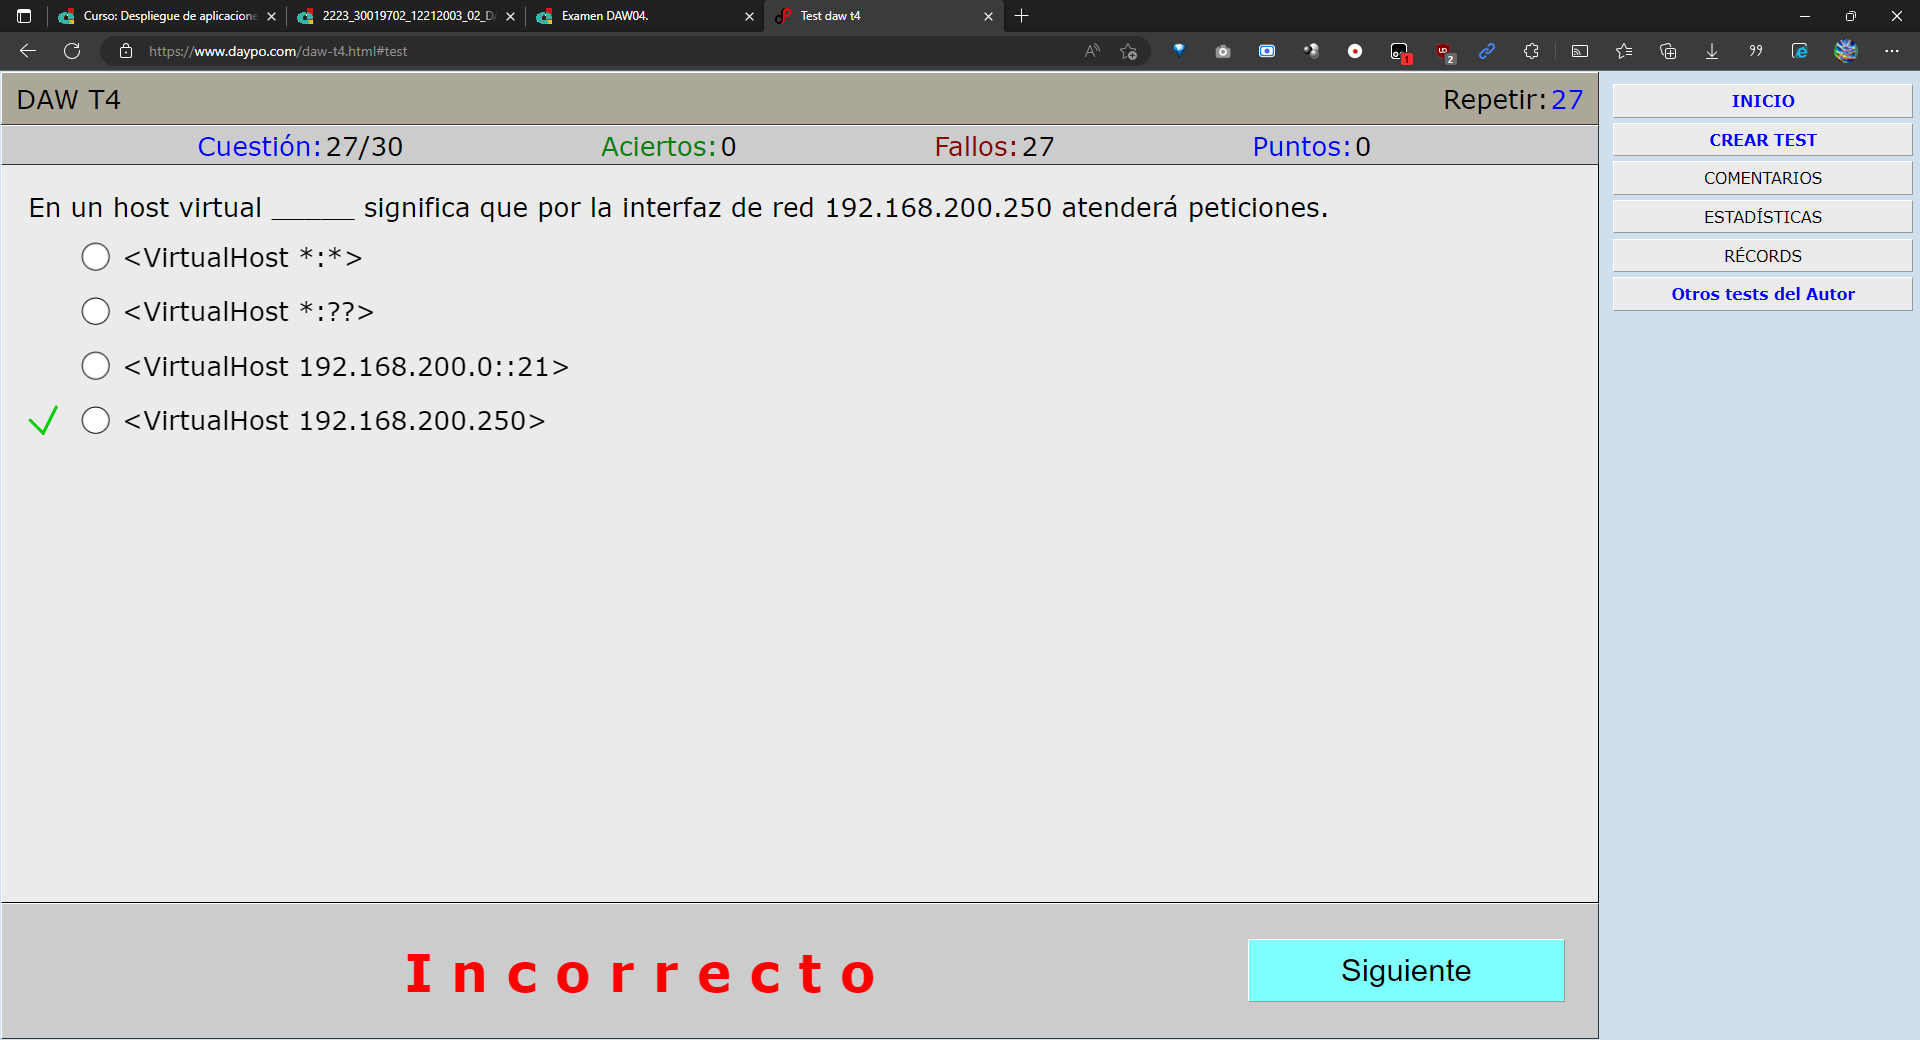 Curso: Despliegue de aplicacione
2223_30019702_12212003_02_D
Examen DAW04.
Test daw t4
https://www.daypo.com/daw-t4.html#test
1
2
DAW T4
Repetir:27
Cuestión:27/30
Aciertos:0
Fallos:27
Puntos:0
En un host virtual _____ significa que por la interfaz de red 192.168.200.250 atenderá peticiones.
<VirtualHost *:*>
<VirtualHost *:??>
<VirtualHost 192.168.200.0::21>
<VirtualHost 192.168.200.250>
Incorrecto
Siguiente
INICIO
CREAR TEST
COMENTARIOS
ESTADÍSTICAS
RÉCORDS
Otros tests del Autor